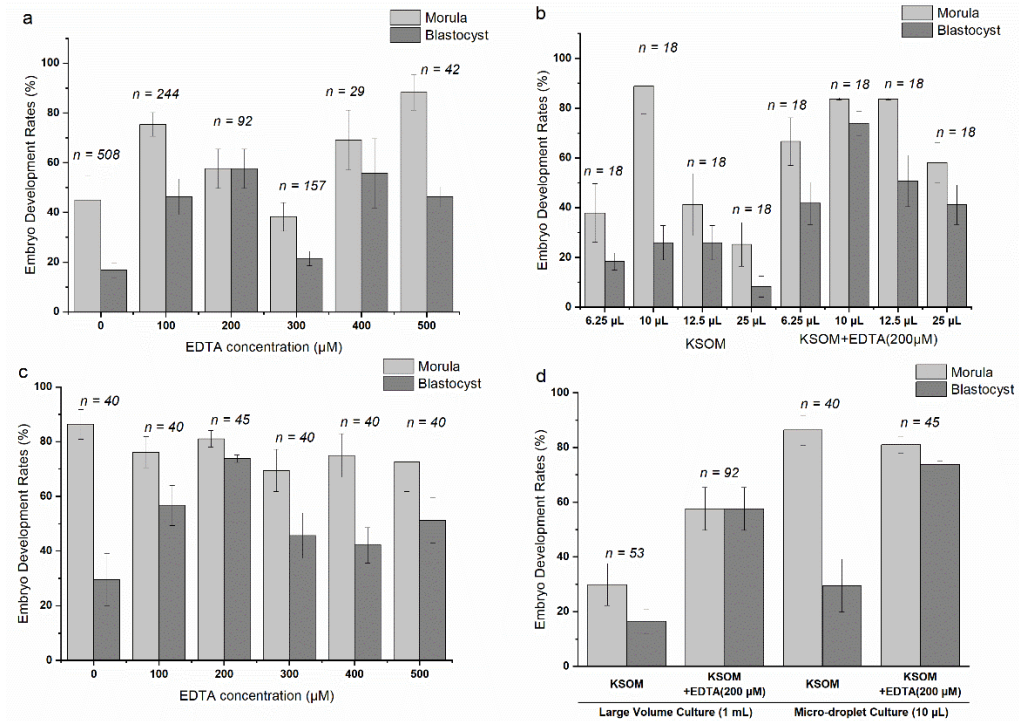 a
Morula
Blastocyst
Embryo Development Rates (%)
100
80
60
40
20
0
n = 508
n = 244
n = 92
n = 157
n = 29
n = 42
0 100 200 300 400 500
EDTA concentration (µM)
b
Morula
Blastocyst
Embryo Development Rates (%)
100
80
60
40
20
0
n = 18
n = 18
n = 18
n = 18
n = 18
n = 18
n = 18
n = 18
6.25 µL 10 µL 12.5 µL 25 µL 6.25 µL 10 µL 12.5 µL 25 µL
KSOM KSOM+EDTA(200µM)
c
Morula
Blastocyst
Embryo Development Rates (%)
100
80
60
40
20
0
n = 40
n = 40
n = 45
n = 40
n = 40
n = 40
0 100 200 300 400 500
EDTA concentration (µM)
d
Morula
Blastocyst
Embryo Development Rates (%)
100
80
60
40
20
0
n = 53
n = 92
n = 40
n = 45
KSOM KSOM KSOM KSOM
+EDTA(200 µM) +EDTA(200 µM)
Large Volume Culture (1 mL) Micro-droplet Culture (10 µL)